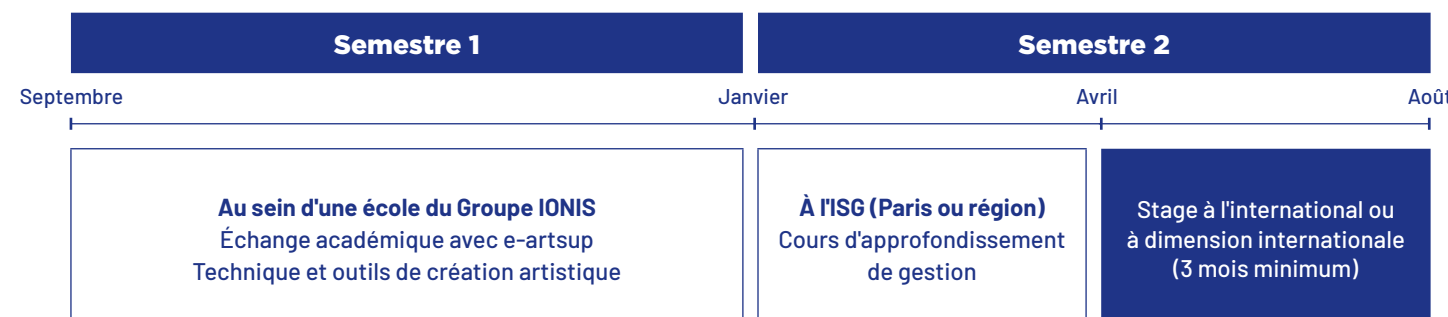 Semestre 1
Semestre 2
Septembre
Janvier
Avril
Août
Au sein d'une école du Groupe IONIS
Échange académique avec e-artsup
Technique et outils de création artistique
À l'ISG (Paris ou région)
Cours d'approfondissement
de gestion
Stage à l'international ou
à dimension internationale
(3 mois minimum)